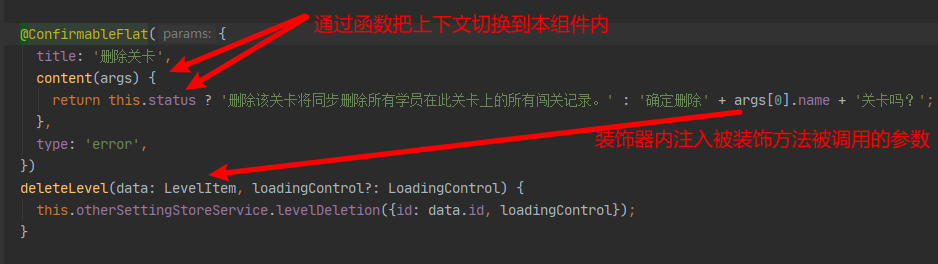 通过函数把上下文切换到本组件内
@ConfirmableFlat( params: {
title: '删除关卡',
content(args) {
return this.status ? '删除该关卡将同步删除所有学员在此关卡上的所有闯关记录。' : '确定删除' + args[0].name + '关卡吗？';
},
type: 'error',
装饰器内注入被装饰方法被调用的参数
})
deleteLevel(data: LevelItem, loadingControl?: LoadingControl) {
this.otherSettingStoreService.levelDeletion({id: data.id, loadingControl});
}